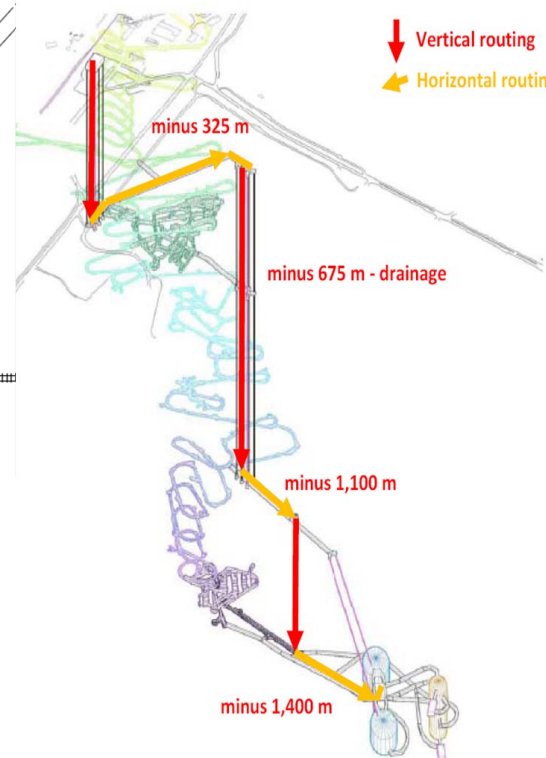 Vertical routing
Horizontal routin
minus 325 m
minus 675 m - drainage
minus 1,100 m
minus 1,400 m